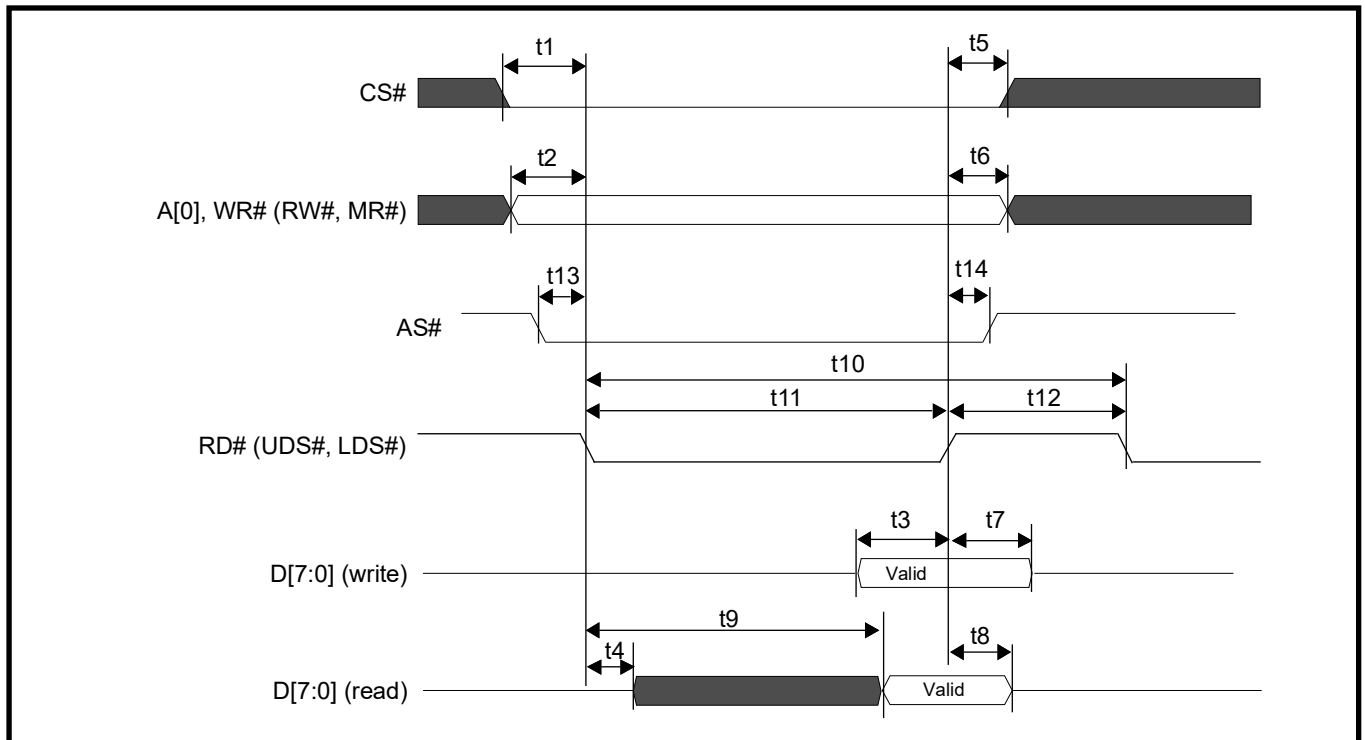 t1
t5
CS#
t2
t6
A[0], WR# (RW#, MR#)
t13
t14
AS#
t10
t11
t12
RD# (UDS#, LDS#)
t3
t7
D[7:0] (write)
Valid
t9
t4
t8
D[7:0] (read)
Valid